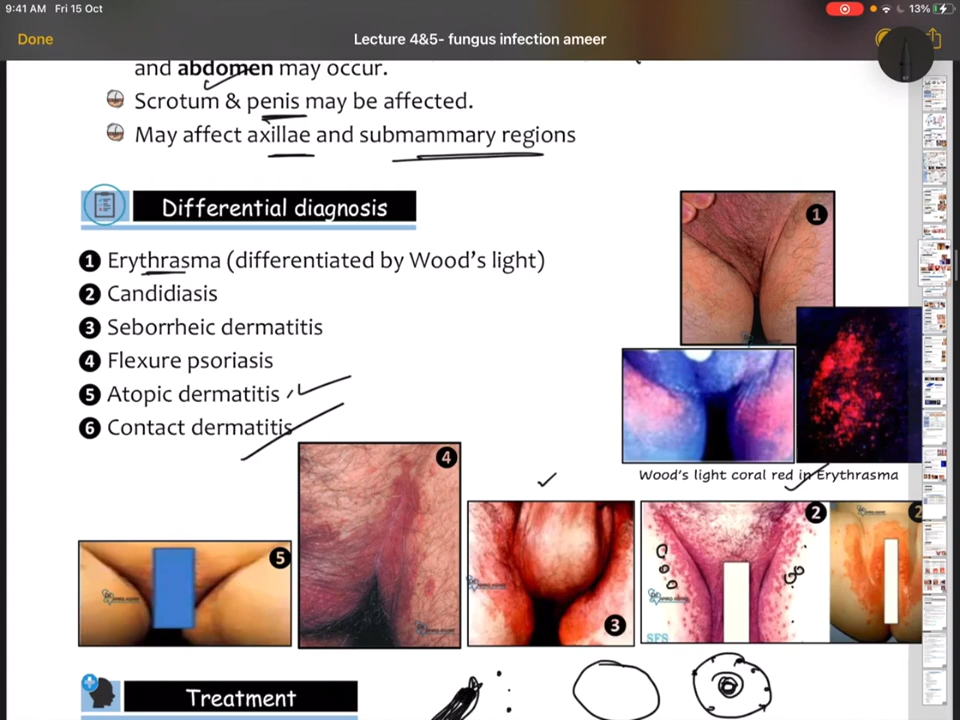 9:41 AM Fri 15 Oct
13%
Done
Lecture 4&5- fungus infection ameer
and abdomen may occur.
Scrotum & penis may be affected.
May affect axillae and submammary regions
Differential diagnosis
1 Erythrasma (differentiated by Wood's light)
2 Candidiasis
3 Seborrheic dermatitis
4 Flexure psoriasis
5 Atopic dermatitis
6 Contact dermatitis
1
Wood's light coral red in Erythrasma
4
2
2
5
3
SFS
Treatment